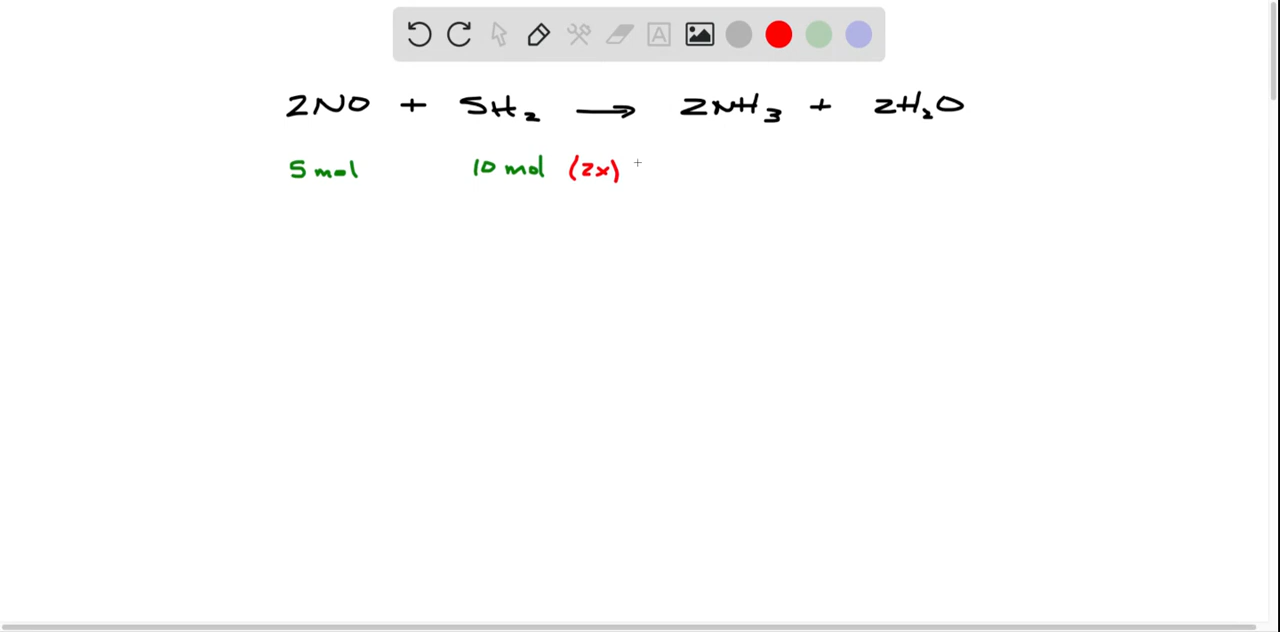 2NO + 5H₂ → 2NH₃ + 2H₂O
5 mol 10 mol (2x)